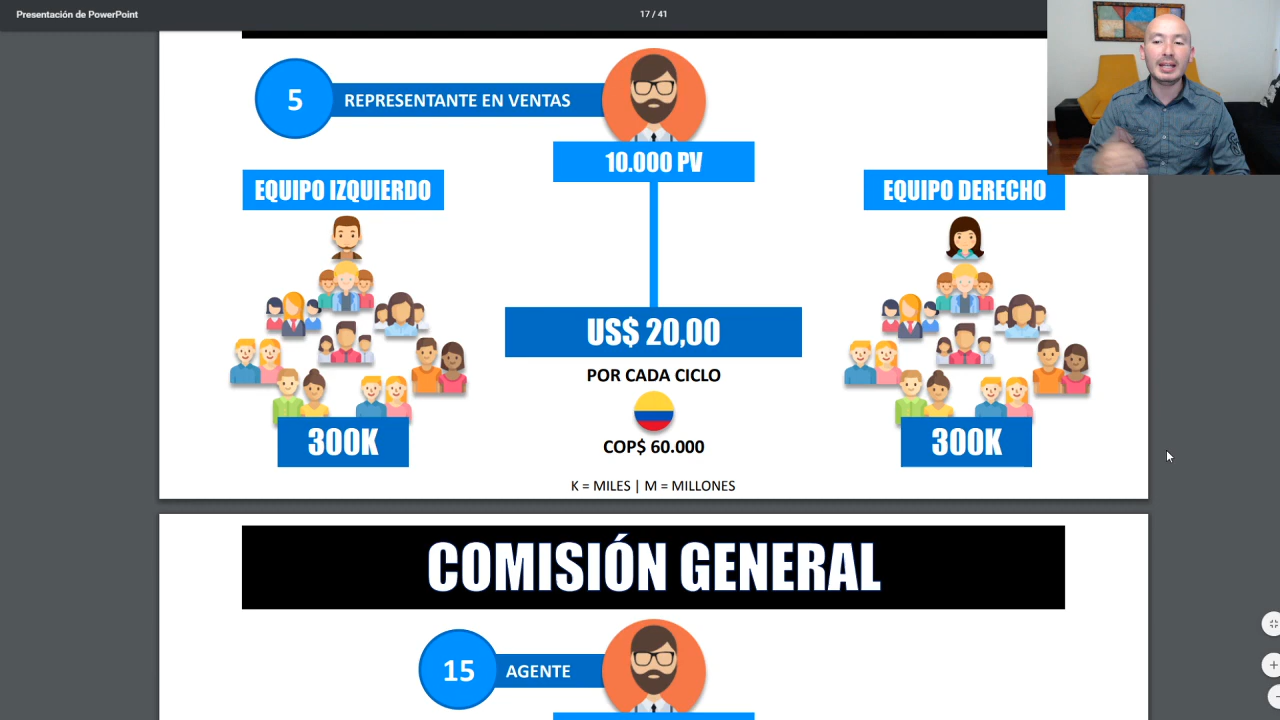 Presentación de PowerPoint
17 / 41
5
REPRESENTANTE EN VENTAS
10.000 PV
EQUIPO IZQUIERDO
EQUIPO DERECHO
US$ 20,00
POR CADA CICLO
COP$ 60.000
300K
300K
K = MILES | M = MILLONES
COMISIÓN GENERAL
15
AGENTE